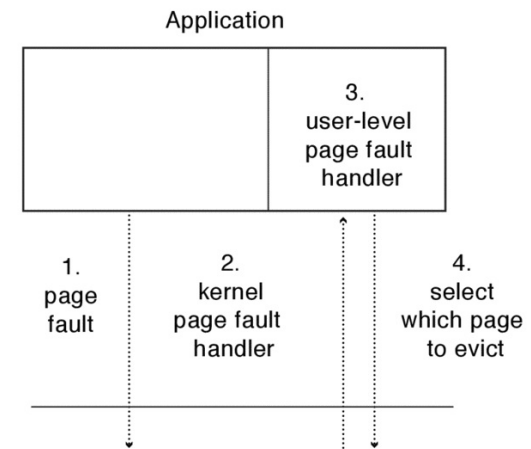 Application
3.
user-level
page fault
handler
1.
page
fault
2.
kernel
page fault
handler
4.
select
which page
to evict